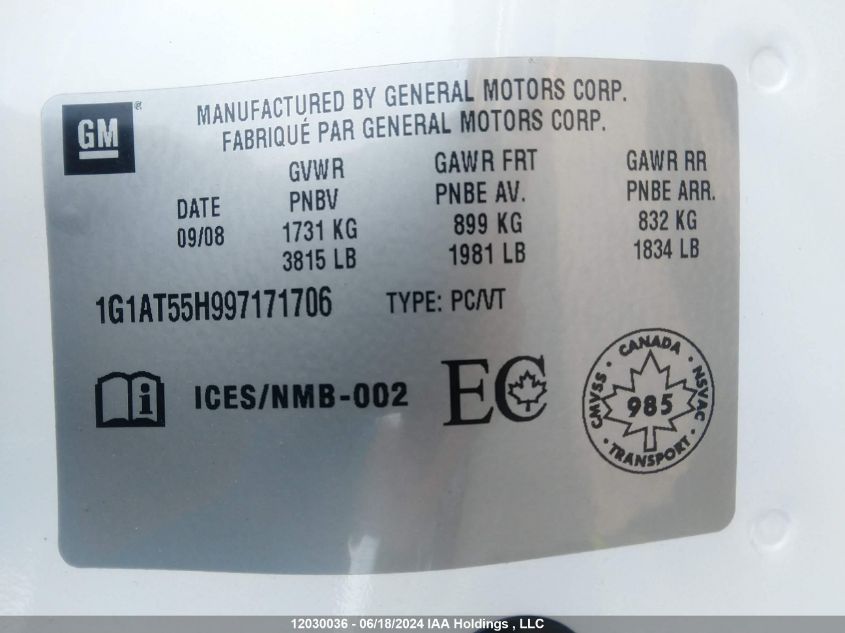 GM®
MANUFACTURED BY GENERAL MOTORS CORP.
FABRIQUÉ PAR GENERAL MOTORS CORP.
DATE
09/08
GVWR
PNBV
1731 KG
3815 LB
GAWR FRT
PNBE AV.
899 KG
1981 LB
GAWR RR
PNBE ARR.
832 KG
1834 LB
1G1AT55H997171706 TYPE: PC/VT
i ICES/NMB-002 EC
CANADA
CMVSS 985 NSVAC
TRANSPORT
12030036 - 06/18/2024 IAA Holdings , LLC